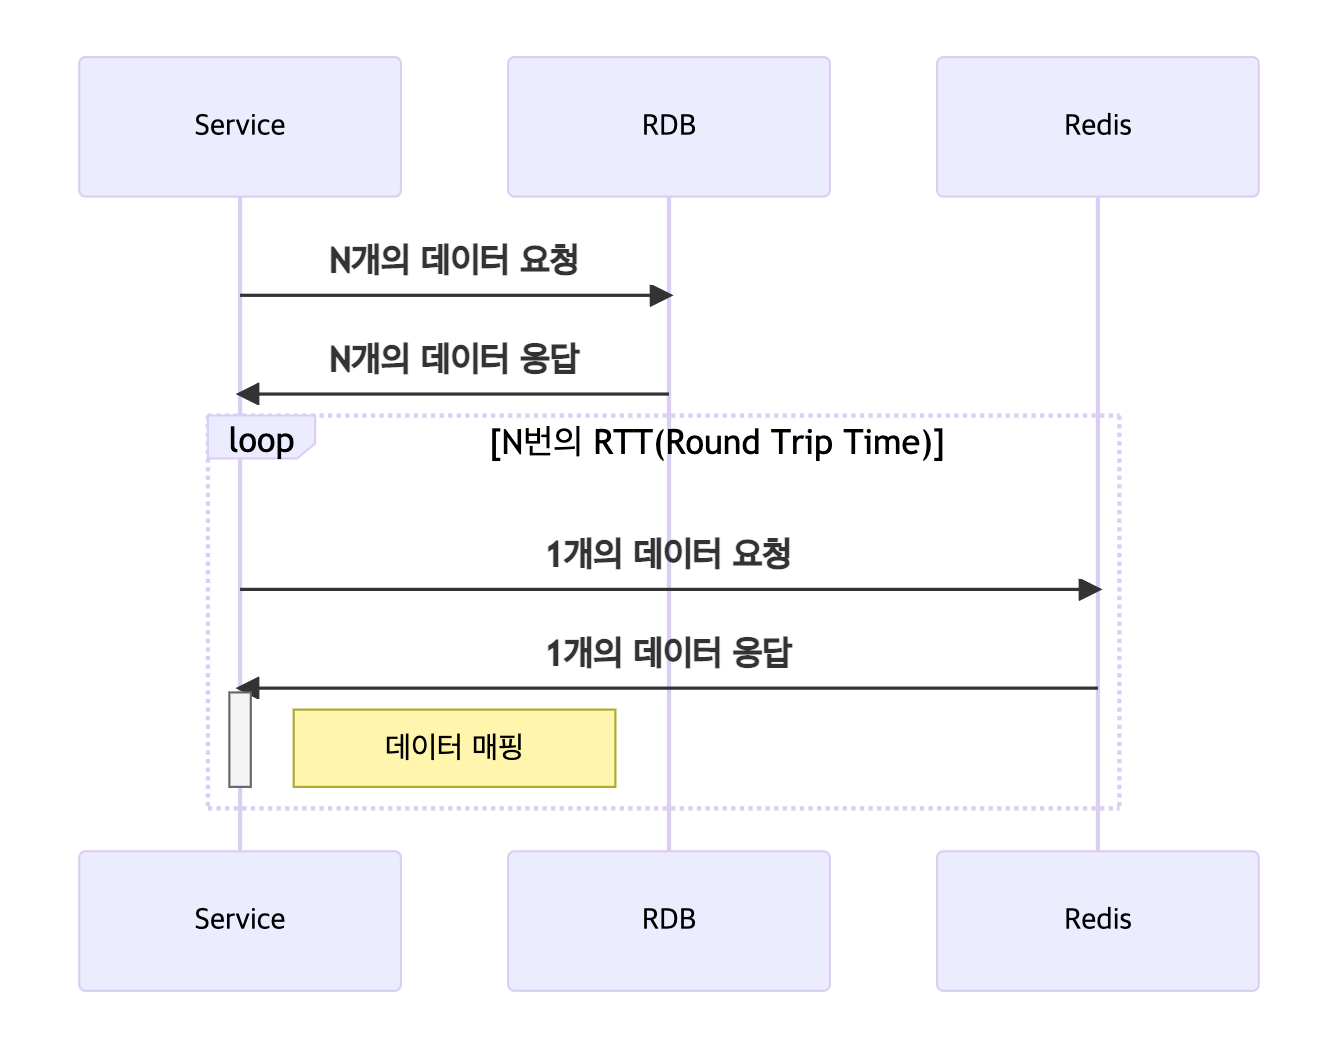 Service
RDB
Redis
N개의 데이터 요청
N개의 데이터 응답
loop
[N번의 RTT(Round Trip Time)]
1개의 데이터 요청
1개의 데이터 응답
데이터 매핑
Service
RDB
Redis